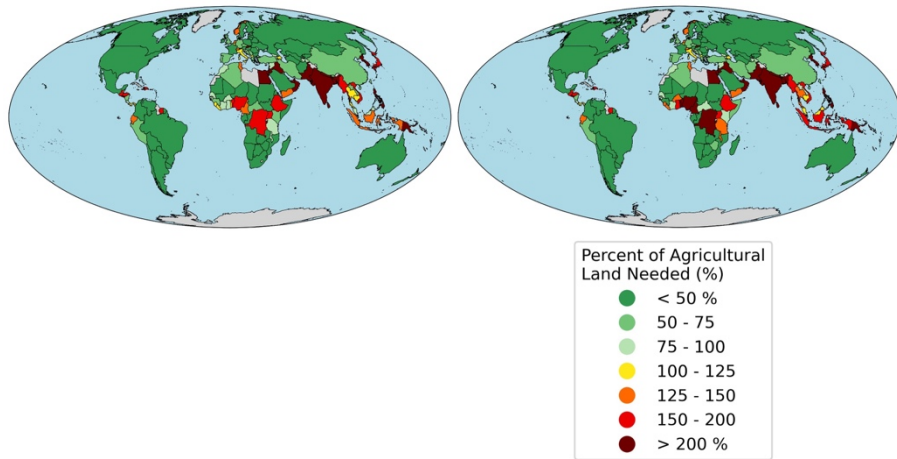 Percent of Agricultural
Land Needed (%)
< 50 %
50 - 75
75 - 100
100 - 125
125 - 150
150 - 200
> 200 %